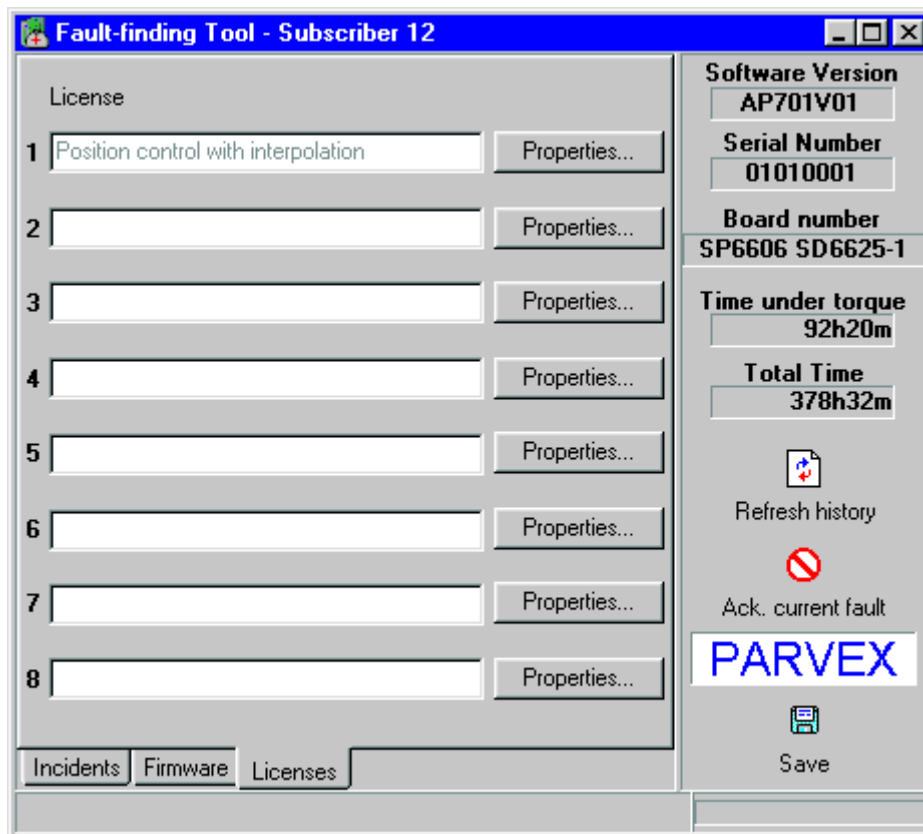 Fault-finding Tool - Subscriber 12
License
1 Position control with interpolation Properties...
2 Properties...
3 Properties...
4 Properties...
5 Properties...
6 Properties...
7 Properties...
8 Properties...
Incidents Firmware Licenses
Software Version
AP701V01
Serial Number
01010001
Board number
SP6606 SD6625-1
Time under torque
92h20m
Total Time
378h32m
Refresh history
Ack. current fault
PARVEX
Save